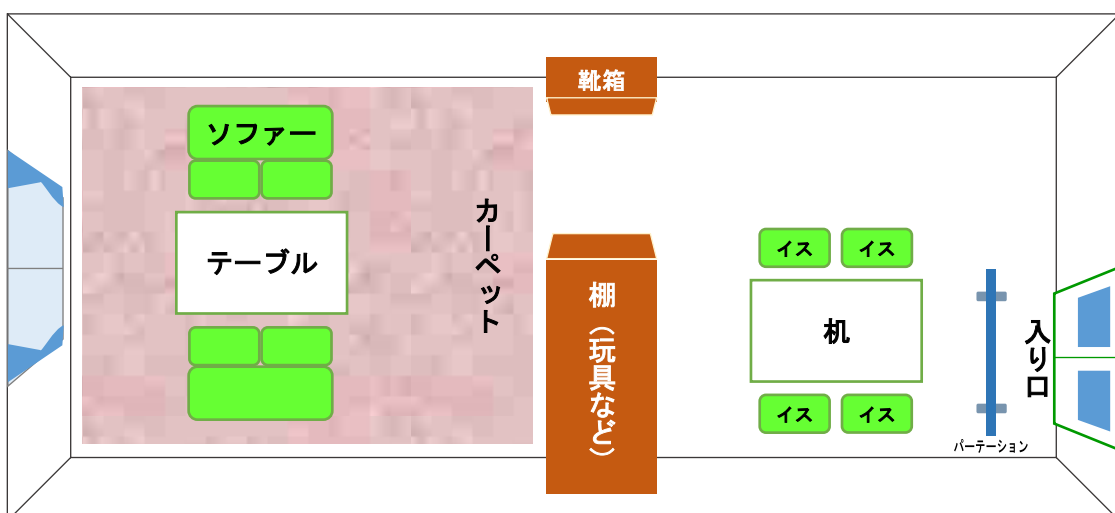 靴箱
ソファー
カーペット
テーブル
棚（玩具など）
イス
イス
机
イス
イス
入り口
パーテーション